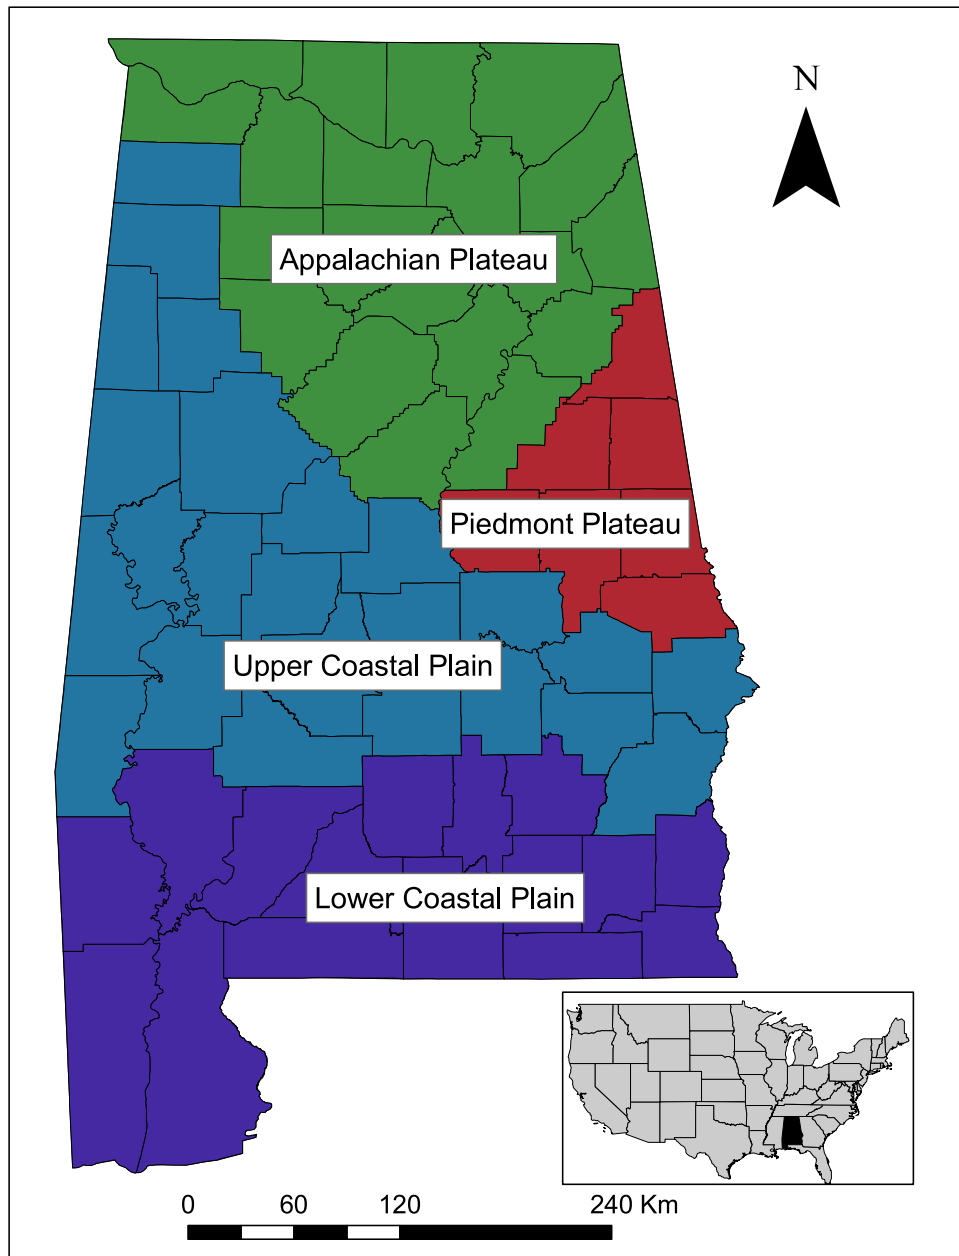 N
Appalachian Plateau
Piedmont Plateau
Upper Coastal Plain
Lower Coastal Plain
0 60 120 240 Km